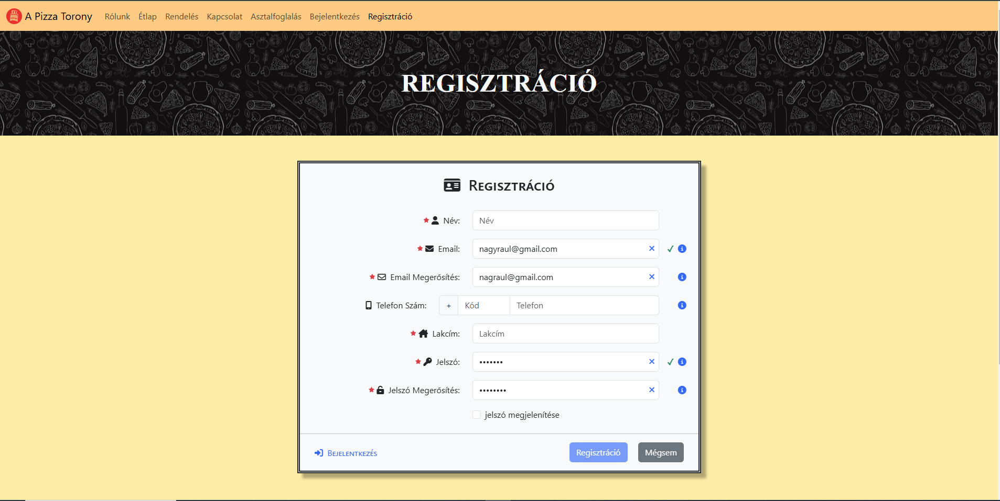 A Pizza Torony Rólunk Étlap Rendelés Kapcsolat Asztalfoglalás Bejelentkezés Regisztráció
REGISZTRÁCIÓ
Regisztráció
Név: Név
Email: nagyraul@gmail.com
Email Megerősítés: nagraul@gmail.com
Telefon Szám: + Kód Telefon
Lakcím: Lakcím
Jelszó: •••••••
Jelszó Megerősítés: ••••••••
jelszó megjelenítése
Bejelentkezés Regisztráció Mégsem